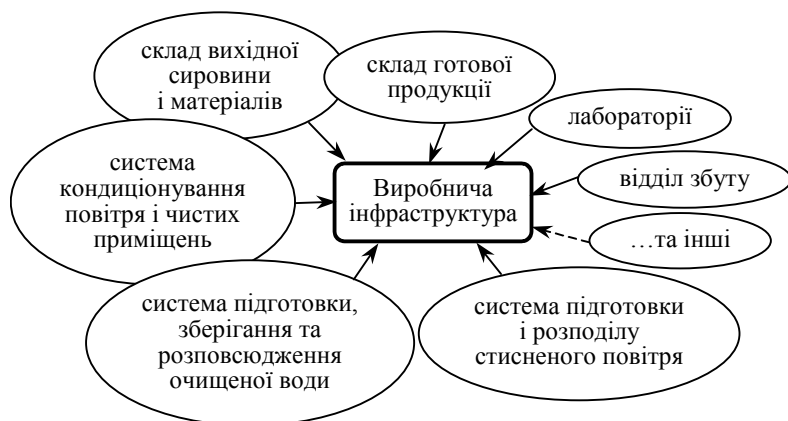 склад вихідної
сировини
і матеріалів
склад готової
продукції
лабораторії
відділ збуту
…та інші
система
кондиціонування
повітря і чистих
приміщень
Виробнича
інфраструктура
система підготовки,
зберігання та
розповсюдження
очищеної води
система підготовки
і розподілу
стисненого повітря